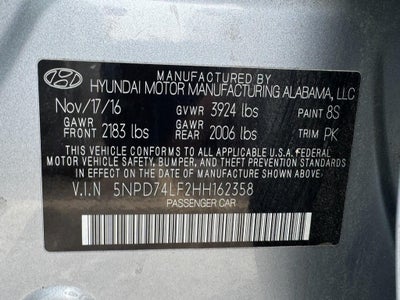 MANUFACTURED BY
HYUNDAI MOTOR MANUFACTURING ALABAMA, LLC
Nov/17/16 GVWR 3924 lbs PAINT 8S
GAWR GAWR
FRONT 2183 lbs REAR 2006 lbs TRIM PK
THIS VEHICLE CONFORMS TO ALL APPLICABLE U.S.A. FEDERAL
MOTOR VEHICLE SAFETY, BUMPER, AND THEFT PREVENTION
STANDARDS IN EFFECT ON THE DATE OF MANUFACTURE SHOWN ABOVE.
V.I.N 5NPD74LF2HH162358
PASSENGER CAR